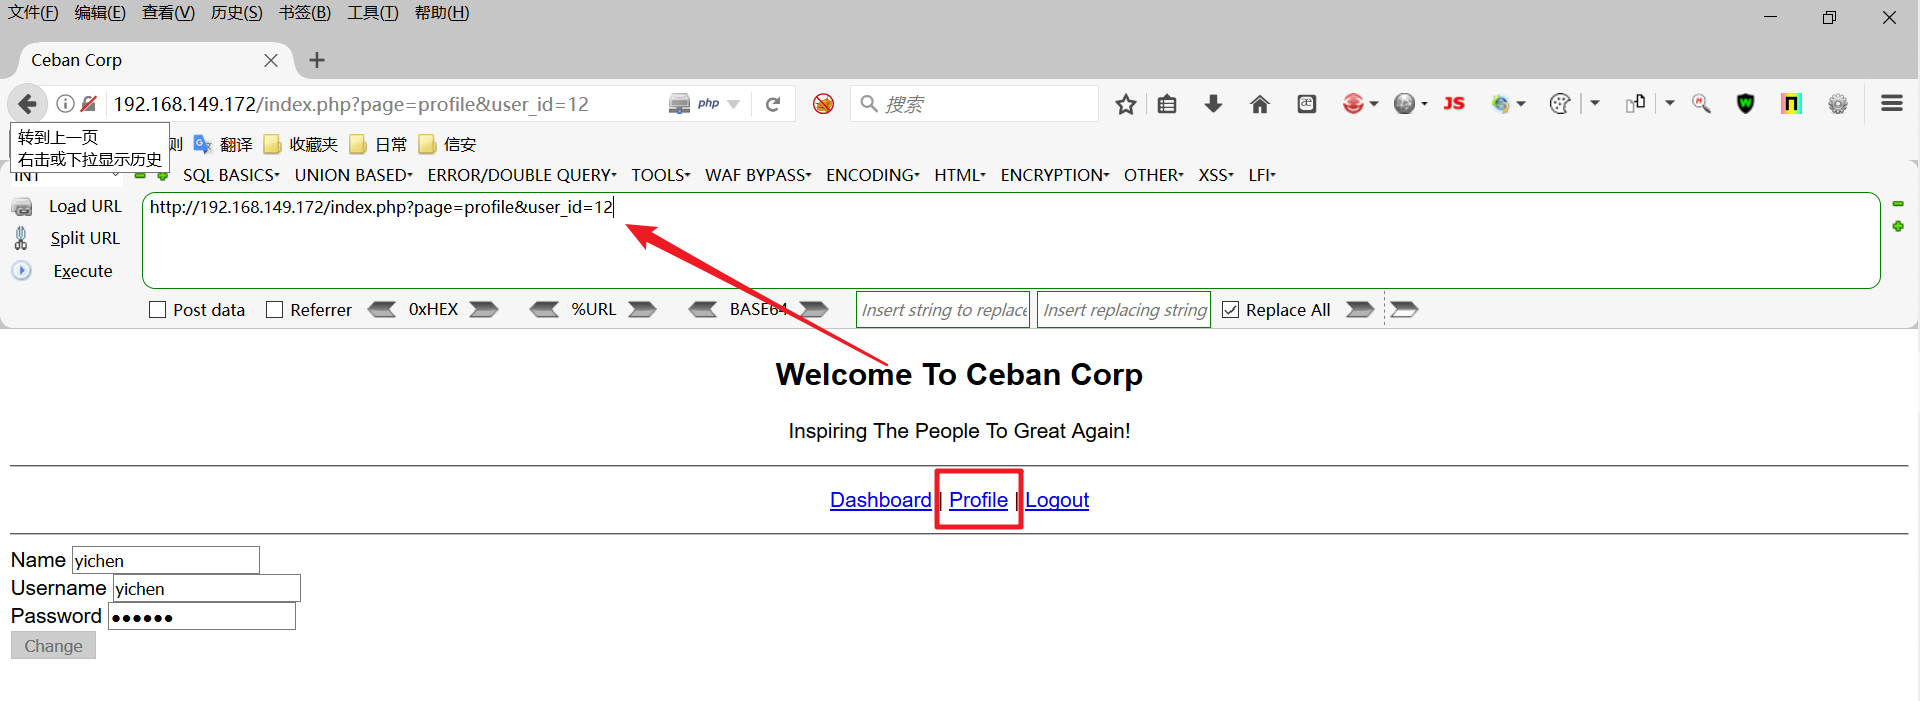 文件(F) 编辑(E) 查看(V) 历史(S) 书签(B) 工具(T) 帮助(H)
Ceban Corp
192.168.149.172/index.php?page=profile&user_id=12 php 搜索 JS
转到上一页
右击或下拉显示历史
则 翻译 收藏夹 日常 信安
INT SQL BASICS UNION BASED ERROR/DOUBLE QUERY TOOLS WAF BYPASS ENCODING HTML ENCRYPTION OTHER XSS LFI
Load URL http://192.168.149.172/index.php?page=profile&user_id=12
Split URL
Execute
Post data Referrer 0xHEX %URL BASE64 Insert string to replace Insert replacing string Replace All
Welcome To Ceban Corp
Inspiring The People To Great Again!
Dashboard | Profile | Logout
Name yichen
Username yichen
Password ●●●●●●
Change